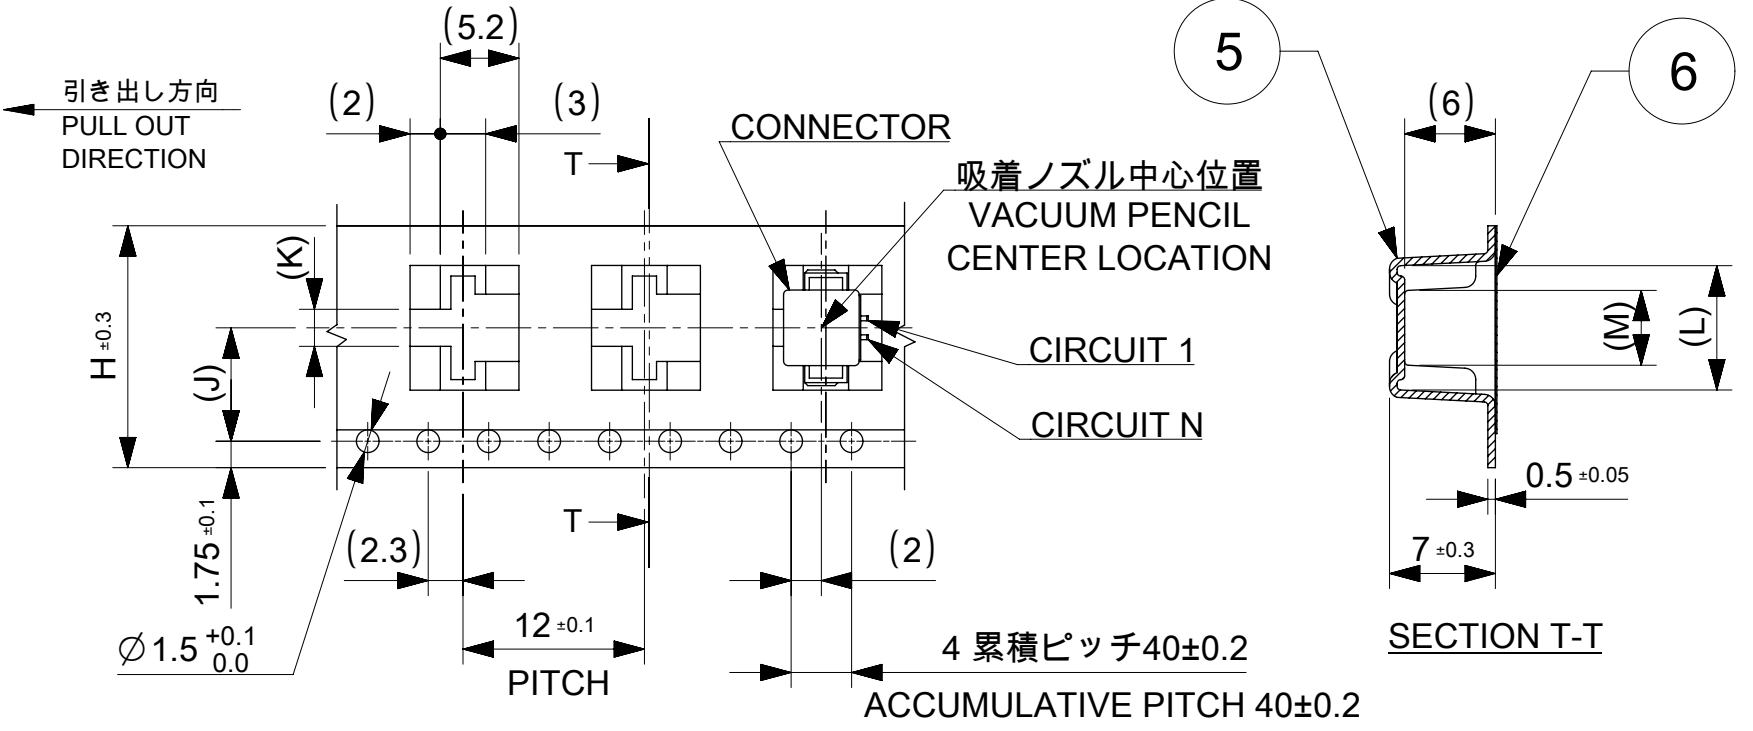 (5.2)
5
6
引き出し方向
PULL OUT
DIRECTION
(2)
(3)
(6)
CONNECTOR
T
吸着ノズル中心位置
VACUUM PENCIL
CENTER LOCATION
(K)
H ±0.3
(J)
(M)
(L)
CIRCUIT 1
CIRCUIT N
0.5 ±0.05
T
1.75 ±0.1
(2.3)
(2)
7 ±0.3
12 ±0.1
PITCH
∅ 1.5 +0.1
0.0
4 累積ピッチ40±0.2
ACCUMULATIVE PITCH 40±0.2
SECTION T-T